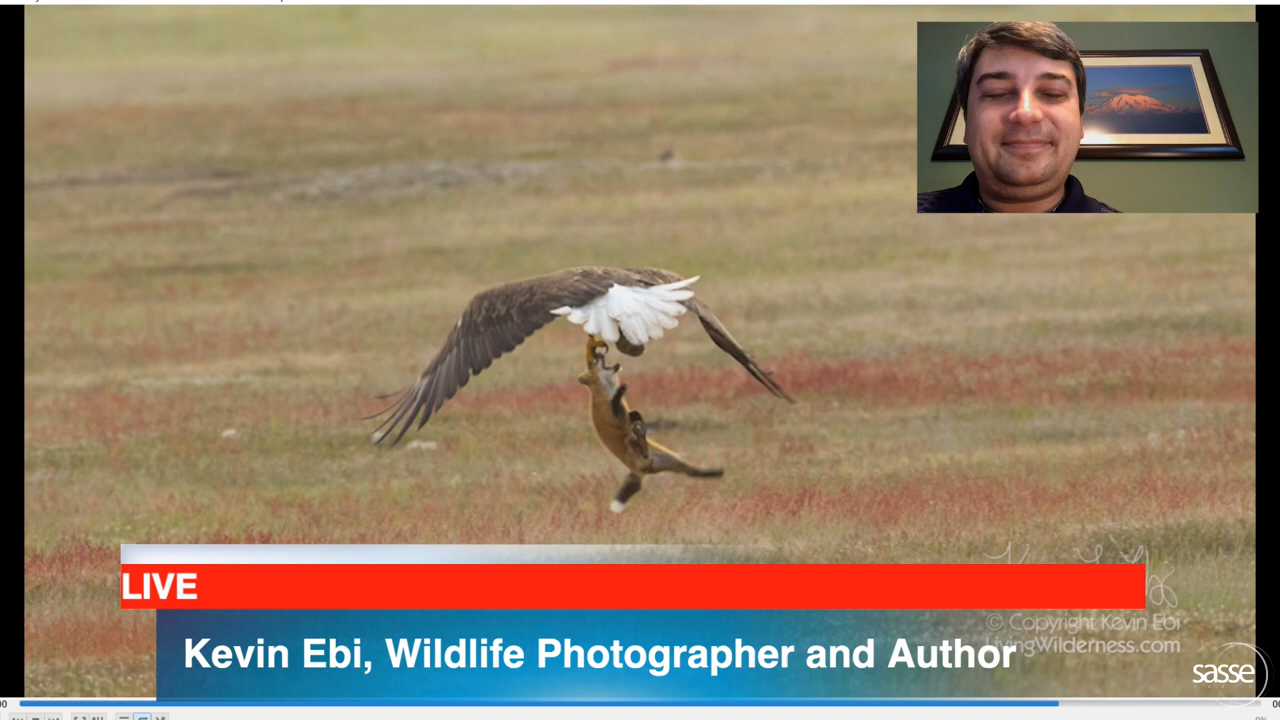 LIVE
Kevin Ebi, Wildlife Photographer and Author
© Copyright Kevin Ebi
LivingWilderness.com
sasse